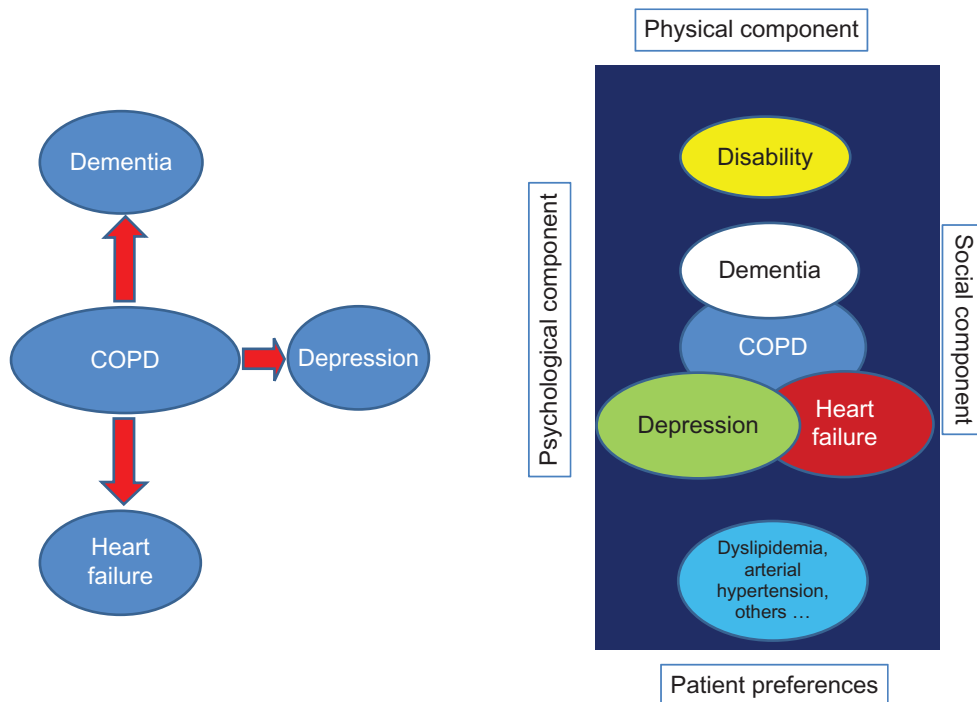 Dementia
COPD
Depression
Heart
failure
Physical component
Psychological component
Disability
Dementia
COPD
Depression
Heart
failure
Dyslipidemia,
arterial
hypertension,
others …
Social component
Patient preferences